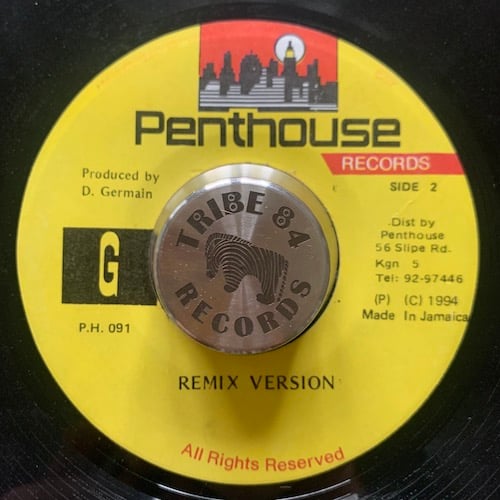 Penthouse
RECORDS
Produced by
D. Germain
SIDE 2
Dist by
Penthouse
56 Slipe Rd.
Kgn 5
Tel: 92-97446
G
TRIBE 84
RECORDS
(P) (C) 1994
Made In Jamaica
P.H. 091
REMIX VERSION
All Rights Reserved